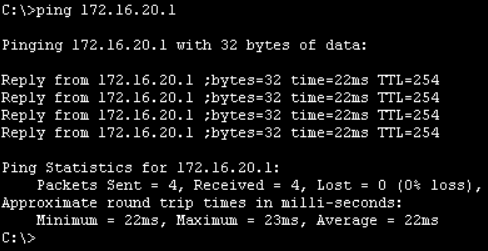 C:\>ping 172.16.20.1
Pinging 172.16.20.1 with 32 bytes of data:
Reply from 172.16.20.1 ;bytes=32 time=22ms TTL=254
Reply from 172.16.20.1 ;bytes=32 time=22ms TTL=254
Reply from 172.16.20.1 ;bytes=32 time=22ms TTL=254
Reply from 172.16.20.1 ;bytes=32 time=22ms TTL=254
Ping Statistics for 172.16.20.1:
Packets Sent = 4, Received = 4, Lost = 0 (0% loss),
Approximate round trip times in milli-seconds:
Minimum = 22ms, Maximum = 23ms, Average = 22ms
C:\>